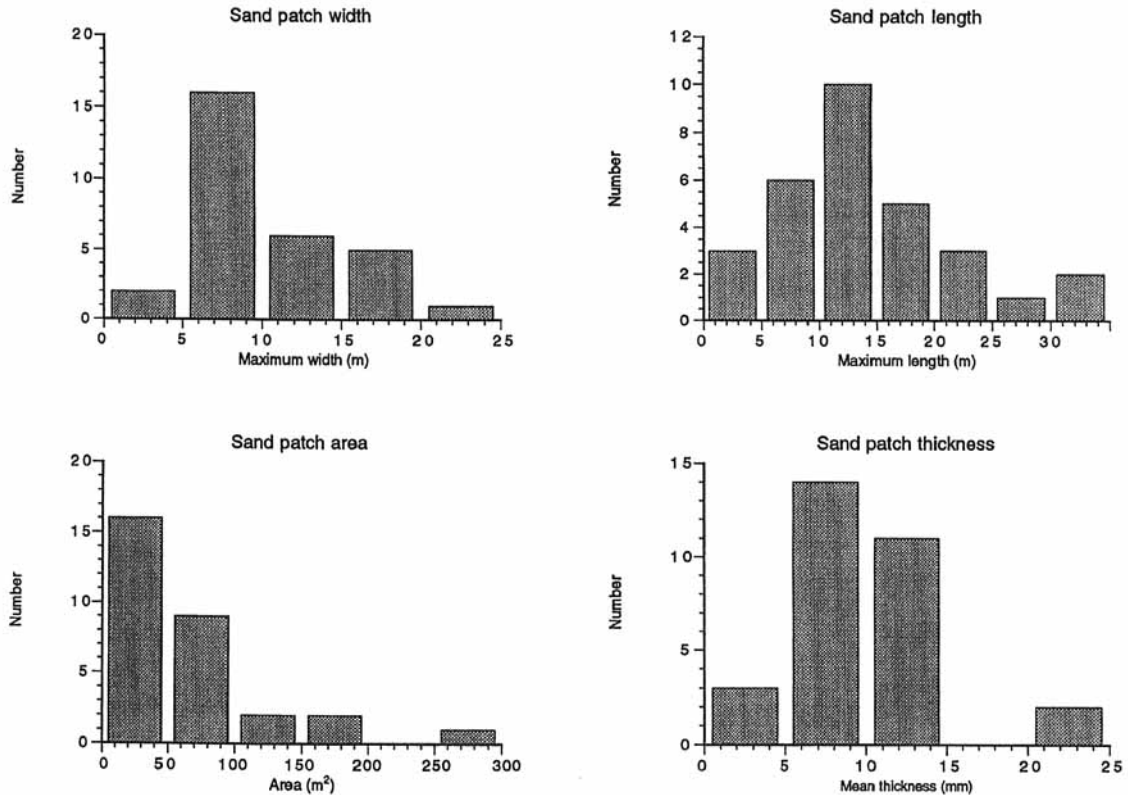 Sand patch width
20
15
10
5
0
Number
0 5 10 15 20 25
Maximum width (m)
Sand patch length
12
10
8
6
4
2
0
Number
0 5 10 15 20 25 30
Maximum length (m)
Sand patch area
20
15
10
5
0
Number
0 50 100 150 200 250 300
Area (m²)
Sand patch thickness
15
10
5
0
Number
0 5 10 15 20 25
Mean thickness (mm)